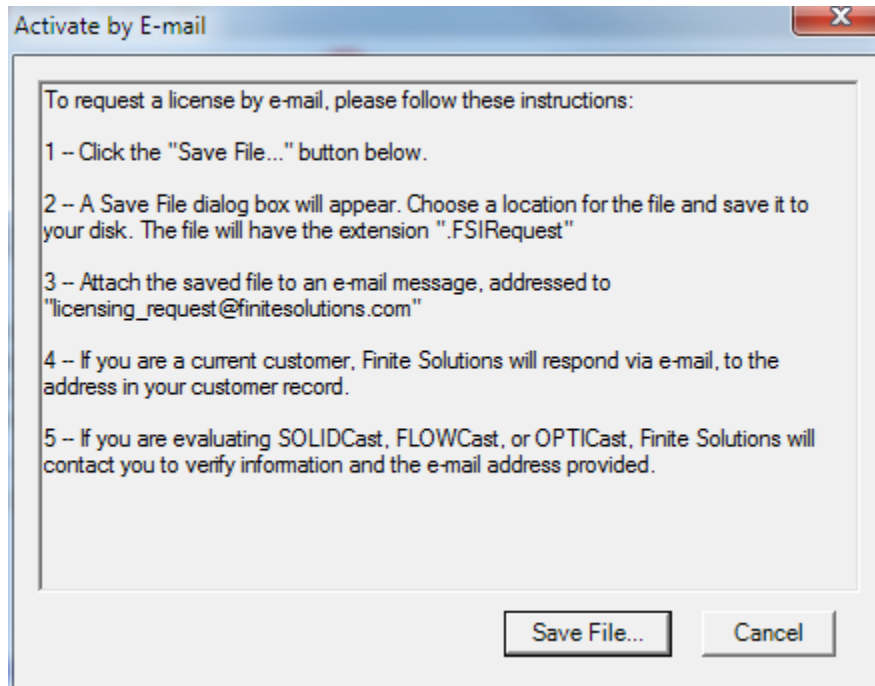 Activate by E-mail
To request a license by e-mail, please follow these instructions:
1 -- Click the "Save File..." button below.
2 -- A Save File dialog box will appear. Choose a location for the file and save it to
your disk. The file will have the extension ".FSIRequest"
3 -- Attach the saved file to an e-mail message, addressed to
"licensing_request@finitesolutions.com"
4 -- If you are a current customer, Finite Solutions will respond via e-mail, to the
address in your customer record.
5 -- If you are evaluating SOLIDCast, FLOWCast, or OPTICast, Finite Solutions will
contact you to verify information and the e-mail address provided.
Save File... Cancel